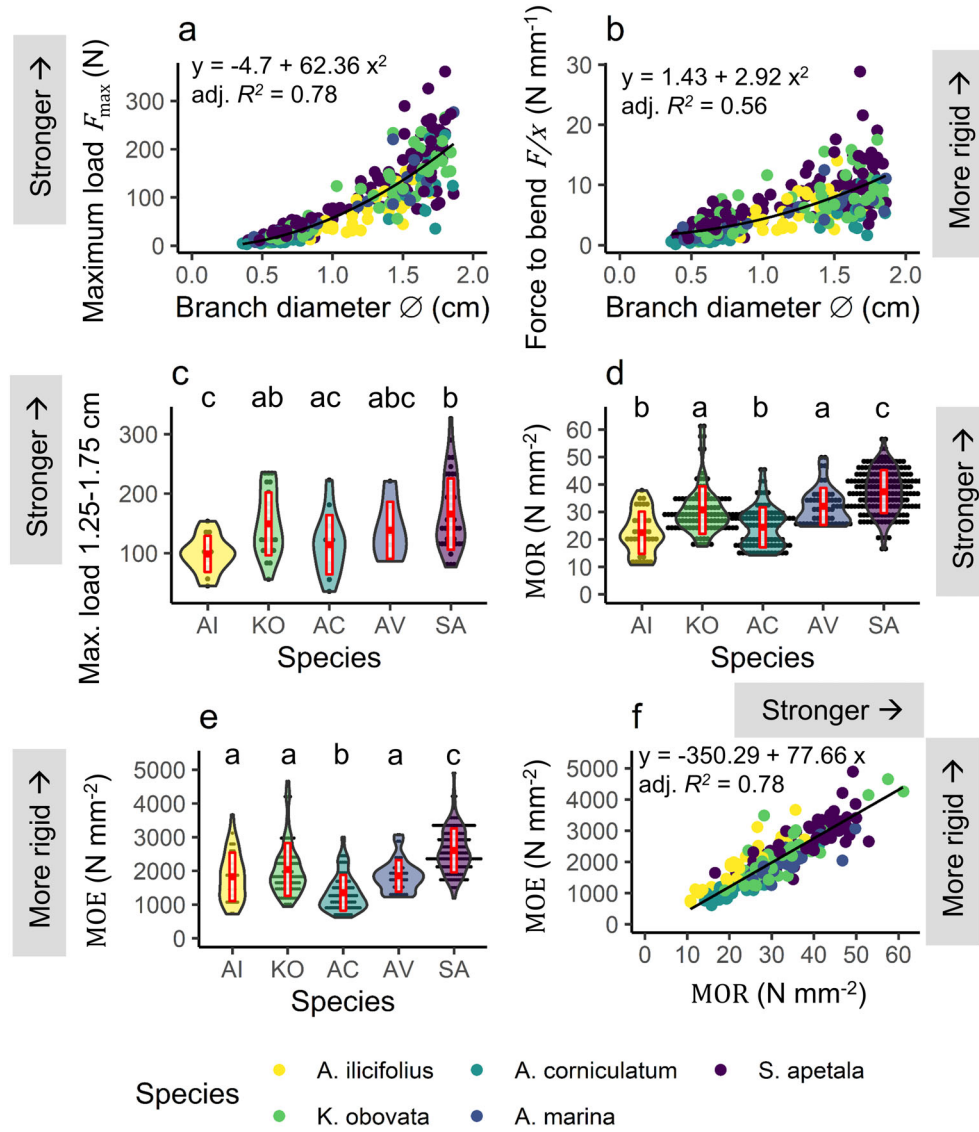 a
y = -4.7 + 62.36 x²
adj. R² = 0.78
Stronger →
Maximum load Fmax (N)
300
200
100
0
0.0 0.5 1.0 1.5 2.0
Branch diameter ∅ (cm)
b
y = 1.43 + 2.92 x²
adj. R² = 0.56
Force to bend F/x (N mm⁻¹)
30
20
10
0
0.0 0.5 1.0 1.5 2.0
Branch diameter ∅ (cm)
More rigid →
c
c ab ac abc b
Stronger →
Max. load 1.25-1.75 cm
300
200
100
AI KO AC AV SA
Species
d
b a b a c
MOR (N mm⁻²)
60
50
40
30
20
10
0
AI KO AC AV SA
Species
Stronger →
e
a a b a c
More rigid →
MOE (N mm⁻²)
5000
4000
3000
2000
1000
0
AI KO AC AV SA
Species
f
Stronger →
y = -350.29 + 77.66 x
adj. R² = 0.78
MOE (N mm⁻²)
5000
4000
3000
2000
1000
0
0 10 20 30 40 50 60
MOR (N mm⁻²)
More rigid →
Species
A. ilicifolius A. corniculatum S. apetala
K. obovata A. marina